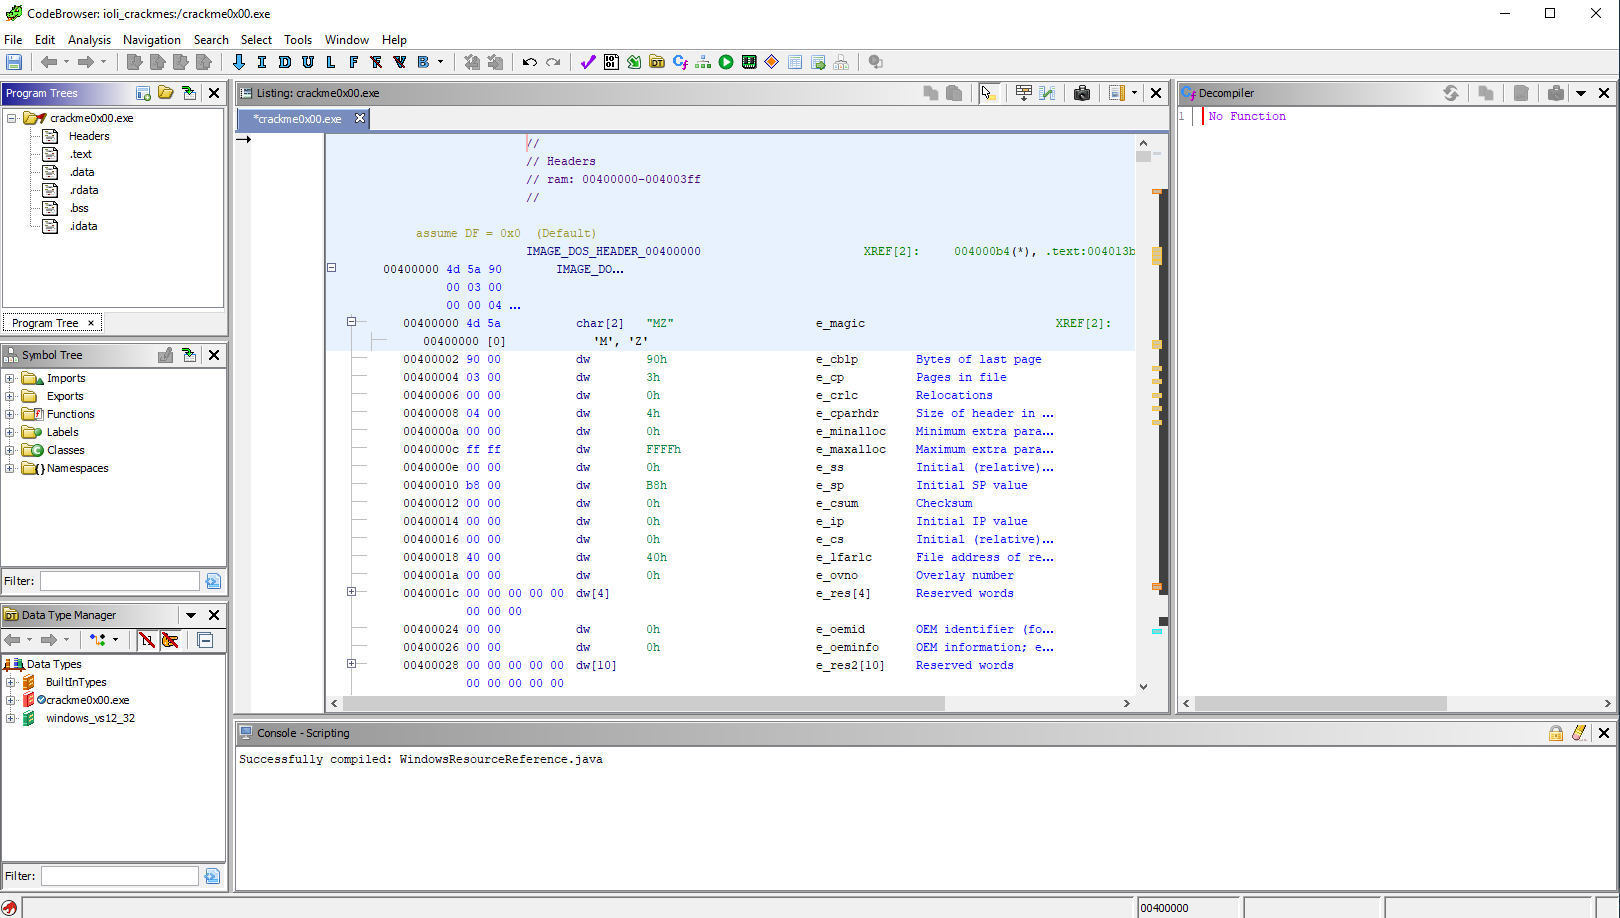 CodeBrowser: ioli_crackmes:/crackme0x00.exe
File Edit Analysis Navigation Search Select Tools Window Help
I D U L F F V B
Program Trees
crackme0x00.exe
Headers
.text
.data
.rdata
.bss
.idata
Program Tree
Symbol Tree
Imports
Exports
Functions
Labels
Classes
Namespaces
Filter:
Data Type Manager
Data Types
BuiltInTypes
crackme0x00.exe
windows_vs12_32
Filter:
Listing: crackme0x00.exe
*crackme0x00.exe
//
// Headers
// ram: 00400000-004003ff
//
assume DF = 0x0 (Default)
IMAGE_DOS_HEADER_00400000 XREF[2]: 004000b4(*), .text:004013b
00400000 4d 5a 90 IMAGE_DO...
00 03 00
00 00 04 ...
00400000 4d 5a char[2] "MZ" e_magic XREF[2]:
00400000 [0] 'M', 'Z'
00400002 90 00 dw 90h e_cblp Bytes of last page
00400004 03 00 dw 3h e_cp Pages in file
00400006 00 00 dw 0h e_crlc Relocations
00400008 04 00 dw 4h e_cparhdr Size of header in ...
0040000a 00 00 dw 0h e_minalloc Minimum extra para...
0040000c ff ff dw FFFFh e_maxalloc Maximum extra para...
0040000e 00 00 dw 0h e_ss Initial (relative)...
00400010 b8 00 dw B8h e_sp Initial SP value
00400012 00 00 dw 0h e_csum Checksum
00400014 00 00 dw 0h e_ip Initial IP value
00400016 00 00 dw 0h e_cs Initial (relative)...
00400018 40 00 dw 40h e_lfarlc File address of re...
0040001a 00 00 dw 0h e_ovno Overlay number
0040001c 00 00 00 00 00 dw[4] e_res[4] Reserved words
00 00 00
00400024 00 00 dw 0h e_oemid OEM identifier (fo...
00400026 00 00 dw 0h e_oeminfo OEM information; e...
00400028 00 00 00 00 00 dw[10] e_res2[10] Reserved words
00 00 00 00 00
Decompiler
1 No Function
Console - Scripting
Successfully compiled: WindowsResourceReference.java
00400000